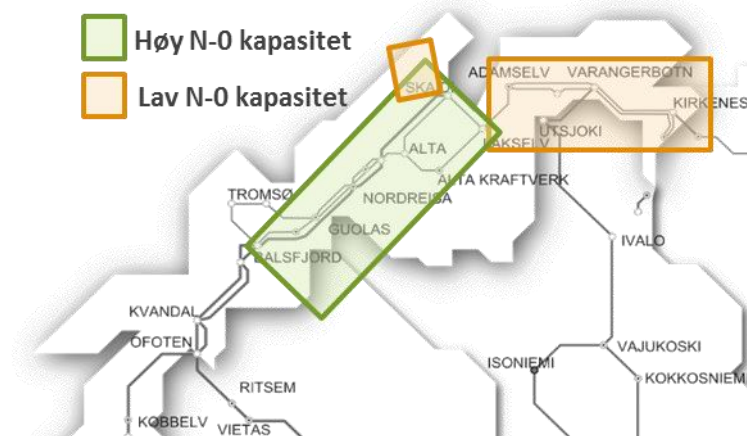 Høy N-0 kapasitet
Lav N-0 kapasitet
ADAMSELV
VARANGERBOTN
SKAIDI
KIRKENES
UTSJOKI
LAKSELV
ALTA
ALTA KRAFTVERK
TROMSØ
NORDREISA
GUOLAS
BALSFJORD
IVALO
KVANDAL
OFOTEN
VAJUKOSKI
ISONIEMI
KOKKOSNIEM
RITSEM
KOBBELV
VIETAS